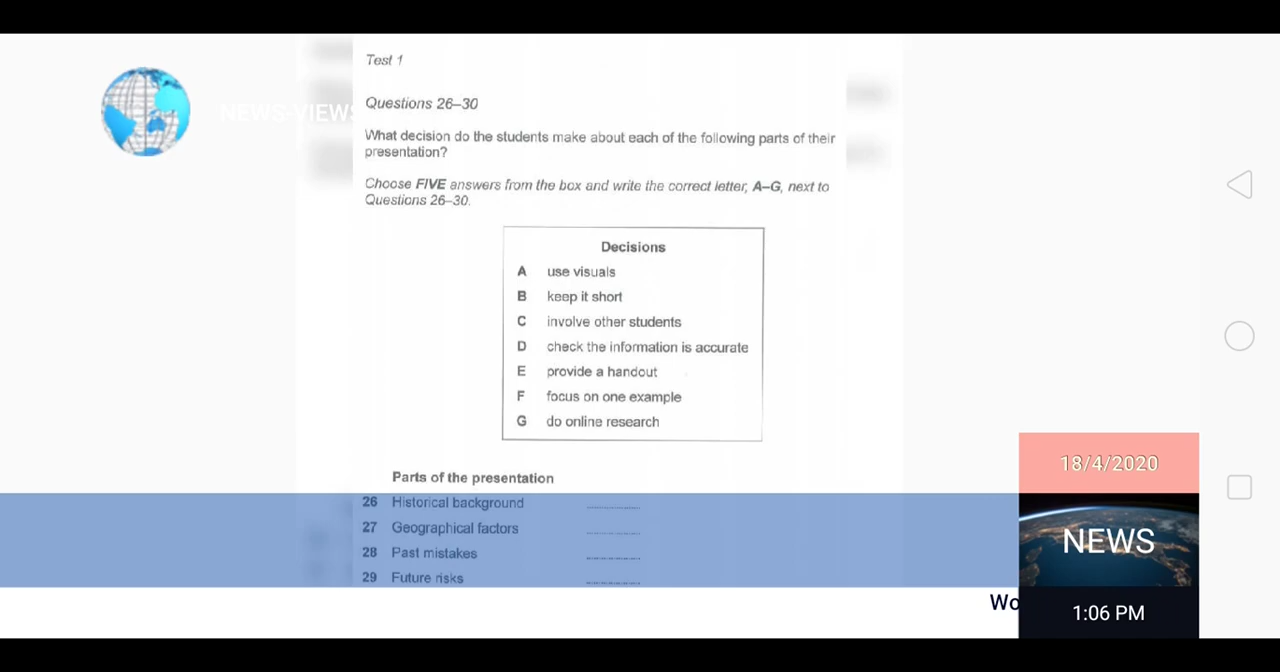 Test 1
NEWS-VIEWS
Questions 26–30
What decision do the students make about each of the following parts of their
presentation?
Choose FIVE answers from the box and write the correct letter, A–G, next to
Questions 26–30.
Decisions
A use visuals
B keep it short
C involve other students
D check the information is accurate
E provide a handout
F focus on one example
G do online research
Parts of the presentation
26 Historical background ....................
27 Geographical factors ....................
28 Past mistakes ....................
29 Future risks ....................
18/4/2020
NEWS
Wo
1:06 PM